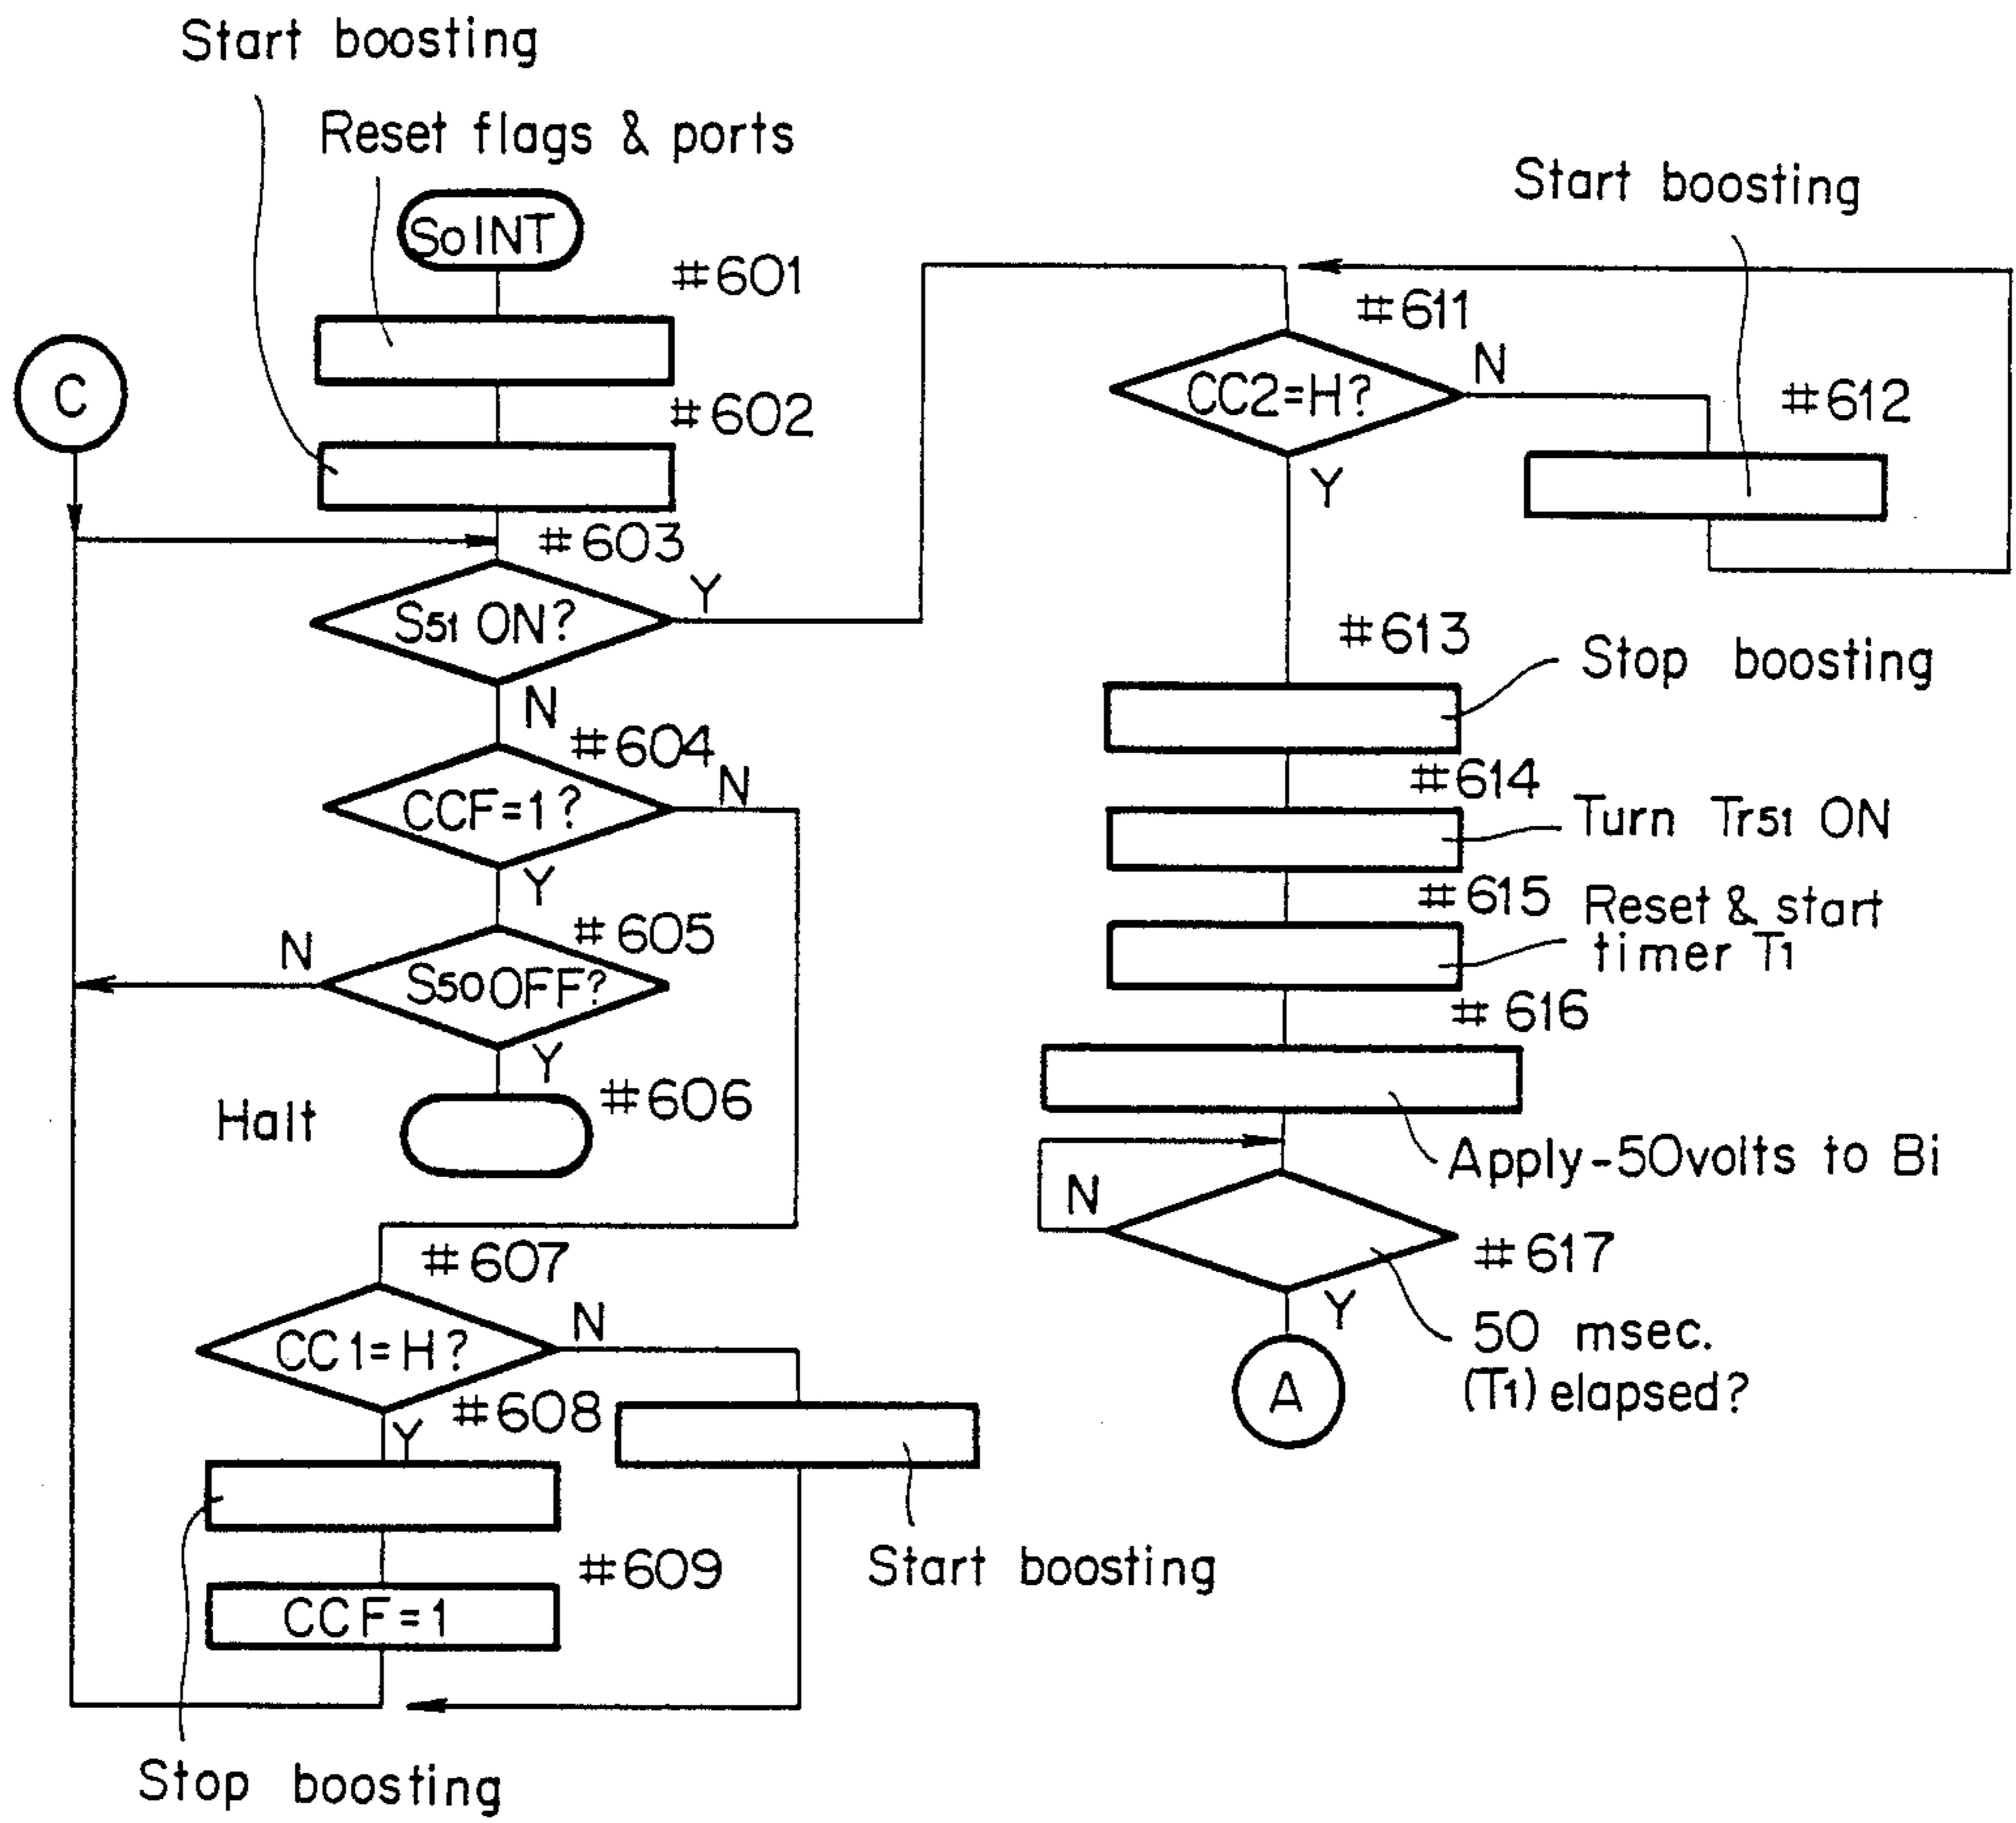 Start boosting
Reset flags & ports
SoINT
#601
C
#602
#603
S51 ON?
Y
N
#604
CCF=1?
N
Y
#605
N
S50 OFF?
Y
#606
Halt
#607
CC1=H?
N
#608
Y
#609
Start boosting
CCF=1
Stop boosting
Start boosting
#611
CC2=H?
N
#612
Y
#613
Stop boosting
#614
Turn Tr51 ON
#615
Reset & start
timer T1
#616
Apply-50volts to Bi
N
#617
Y
50 msec.
(T1) elapsed?
A